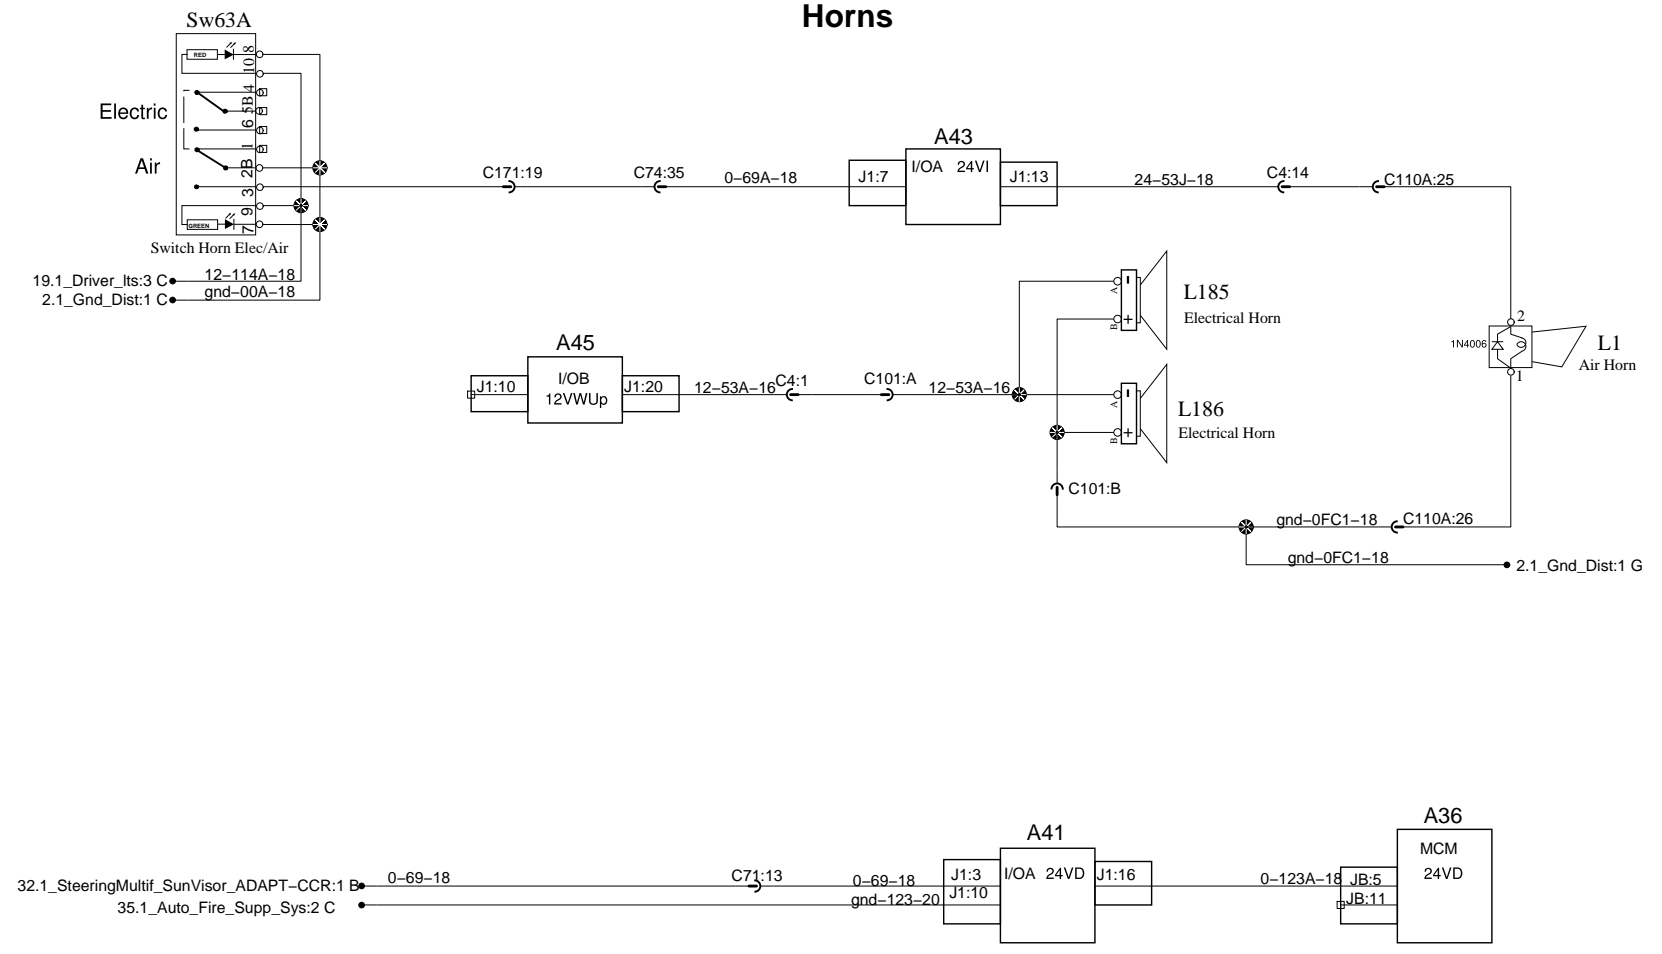 Horns
Sw63A
RED
8
10
4
5B
6
1
2B
3
9
7
GREEN
Electric
Air
Switch Horn Elec/Air
19.1_Driver_lts:3 C
12–114A–18
2.1_Gnd_Dist:1 C
gnd–00A–18
C171:19
C74:35
0–69A–18
A43
J1:7
I/OA 24VI
J1:13
24–53J–18
C4:14
C110A:25
L185
Electrical Horn
A
B
A45
J1:10
I/OB
12VWUp
J1:20
12–53A–16
C4:1
C101:A
12–53A–16
L186
Electrical Horn
A
B
2
1N4006
L1
Air Horn
1
C101:B
gnd–0FC1–18
C110A:26
gnd–0FC1–18
2.1_Gnd_Dist:1 G
A41
A36
32.1_SteeringMultif_SunVisor_ADAPT–CCR:1 B
0–69–18
C71:13
0–69–18
J1:3
I/OA 24VD
J1:16
0–123A–18
JB:5
MCM
24VD
35.1_Auto_Fire_Supp_Sys:2 C
gnd–123–20
J1:10
JB:11